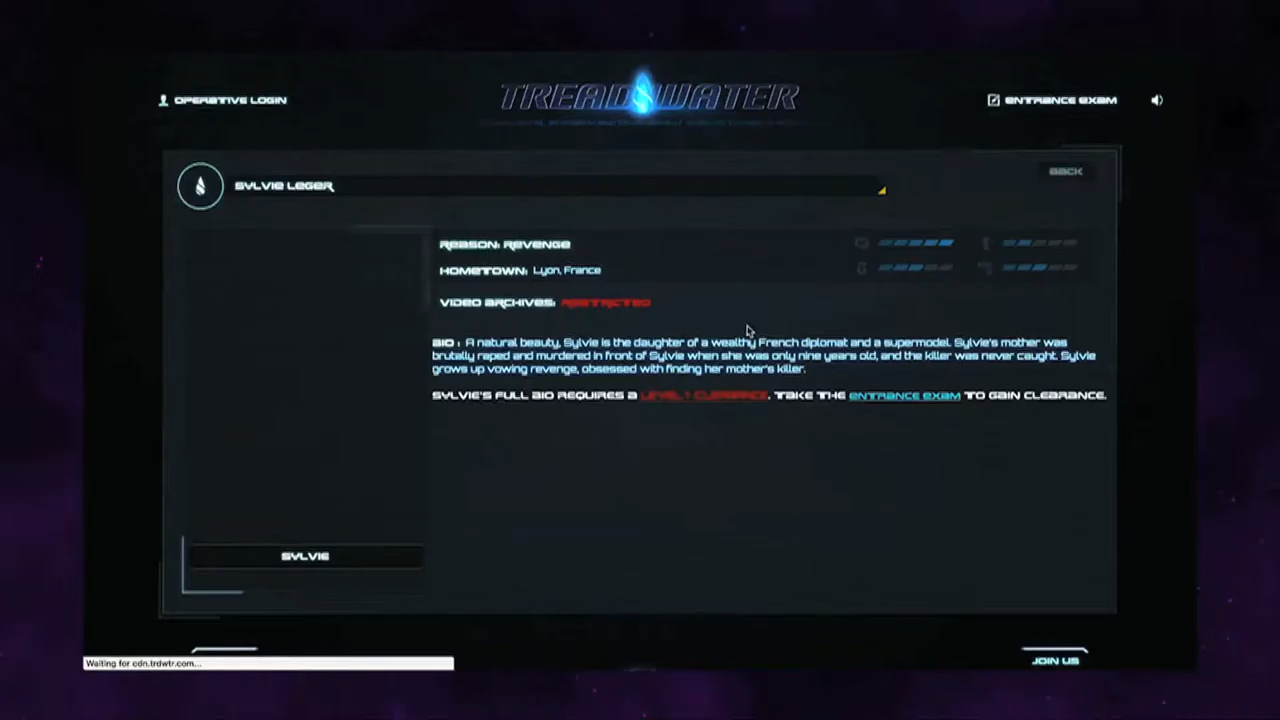 OPERATIVE LOGIN
TREADWATER
ENTRANCE EXAM
SYLVIE LEGER
BACK
REASON: REVENGE
HOMETOWN: Lyon, France
VIDEO ARCHIVES: RESTRICTED
BIO : A natural beauty, Sylvie is the daughter of a wealthy French diplomat and a supermodel. Sylvie's mother was
brutally raped and murdered in front of Sylvie when she was only nine years old, and the killer was never caught. Sylvie
grows up vowing revenge, obsessed with finding her mother's killer.
SYLVIE'S FULL BIO REQUIRES A LEVEL 1 CLEARANCE. TAKE THE ENTRANCE EXAM TO GAIN CLEARANCE.
SYLVIE
Waiting for cdn.trdwtr.com...
JOIN US